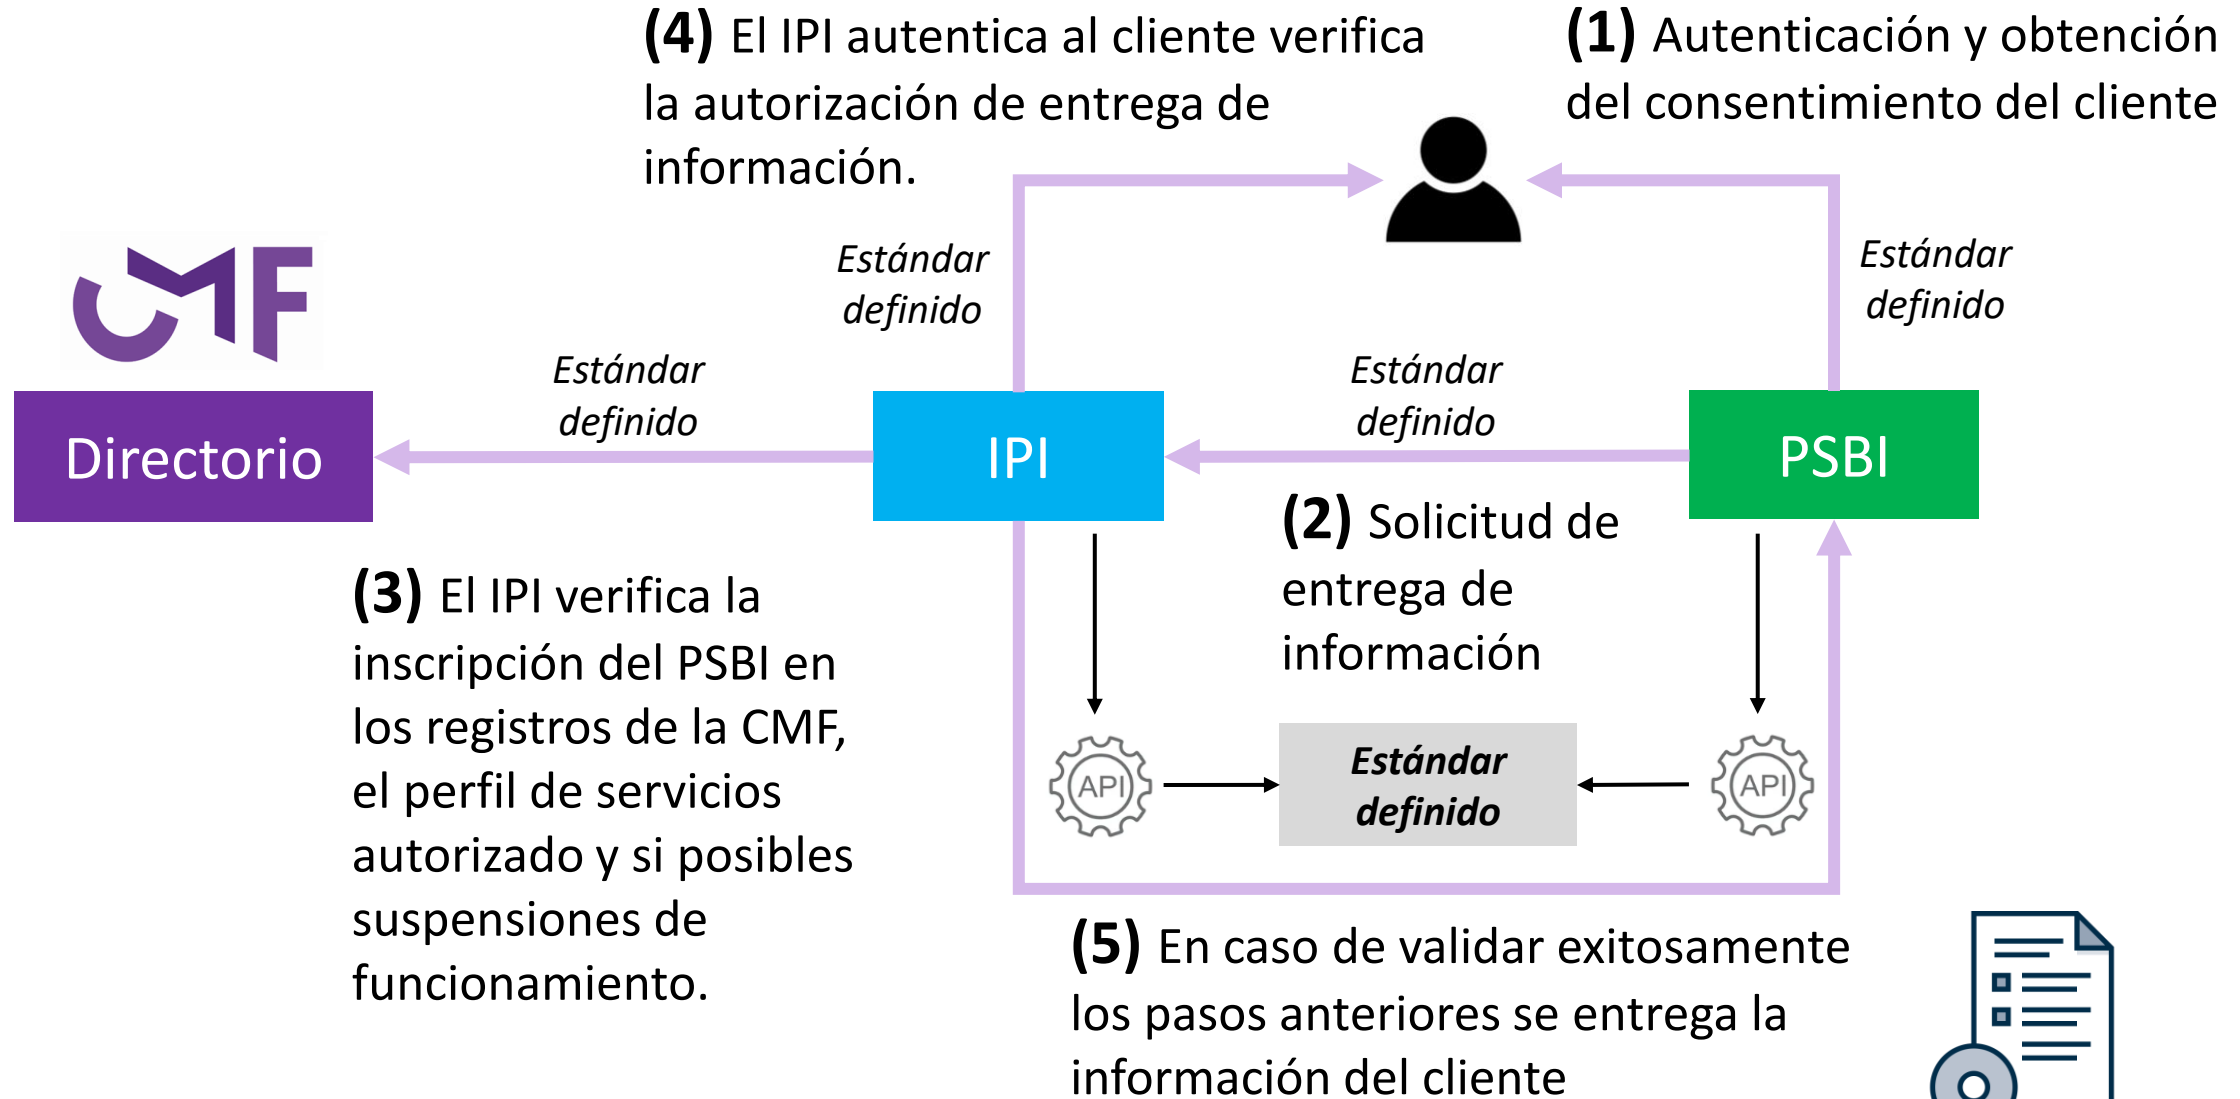 (4) El IPI autentica al cliente verifica
la autorización de entrega de
información.
(1) Autenticación y obtención
del consentimiento del cliente
CMF
Estándar
definido
Estándar
definido
Estándar
definido
Estándar
definido
Directorio
IPI
PSBI
(2) Solicitud de
entrega de
información
(3) El IPI verifica la
inscripción del PSBI en
los registros de la CMF,
el perfil de servicios
autorizado y si posibles
suspensiones de
funcionamiento.
API
Estándar
definido
API
(5) En caso de validar exitosamente
los pasos anteriores se entrega la
información del cliente